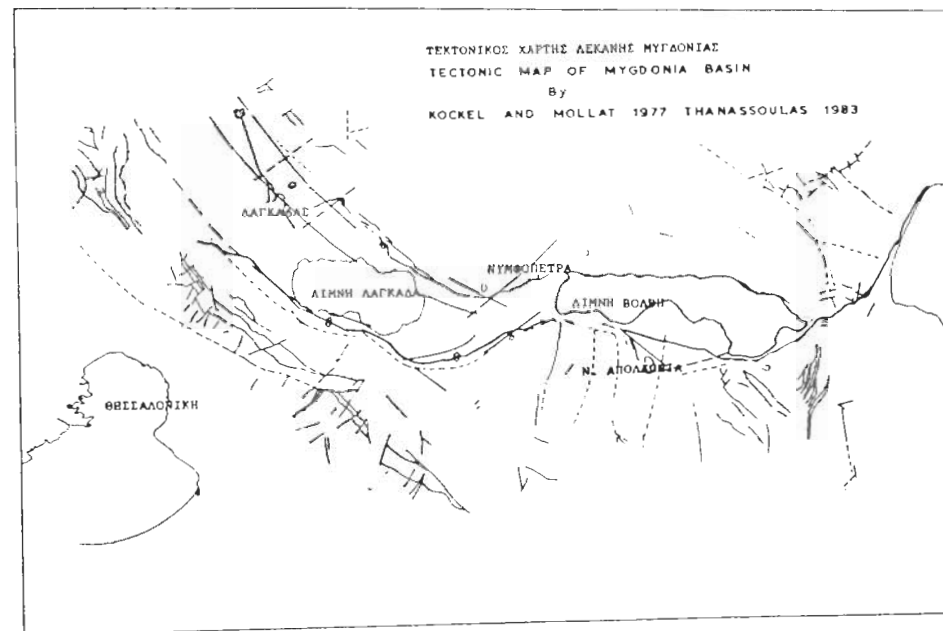 ΤΕΚΤΟΝΙΚΟΣ ΧΑΡΤΗΣ ΛΕΚΑΝΗΣ ΜΥΓΔΟΝΙΑΣ
TECTONIC MAP OF MYGDONIA BASIN
By
KOCKEL AND MOLLAT 1977 THANASSOULAS 1983
ΛΑΓΚΑΔΑΣ
ΝΥΜΦΟΠΕΤΡΑ
ΛΙΜΝΗ ΛΑΓΚΑΔΑ
ΛΙΜΝΗ ΒΟΛΒΗ
Ν. ΑΠΟΛΛΩΝΙΑ
ΘΕΣΣΑΛΟΝΙΚΗ